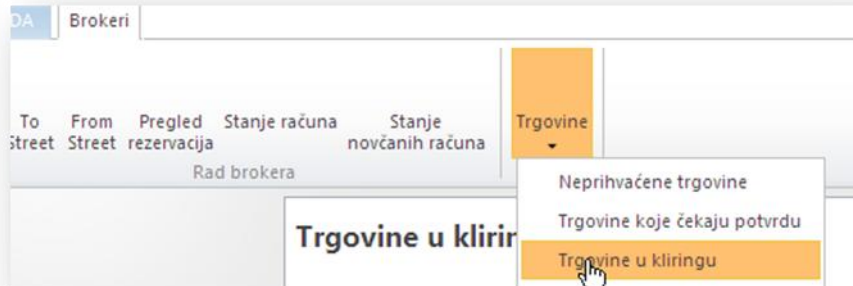 DA Brokeri
To From Pregled Stanje računa Stanje Trgovine
Street Street rezervacija novčanih računa
Rad brokera
Neprihvaćene trgovine
Trgovine koje čekaju potvrdu
Trgovine u klirin
Trgovine u kliringu